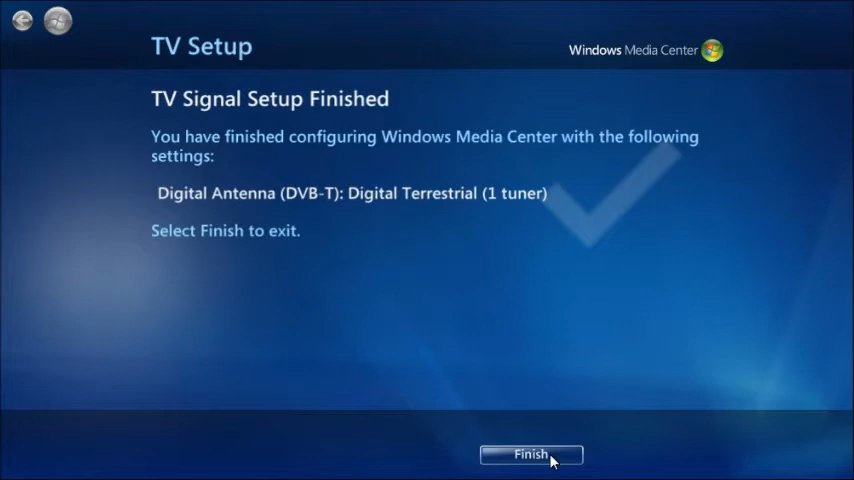 TV Setup
Windows Media Center
TV Signal Setup Finished
You have finished configuring Windows Media Center with the following
settings:
Digital Antenna (DVB-T): Digital Terrestrial (1 tuner)
Select Finish to exit.
Finish